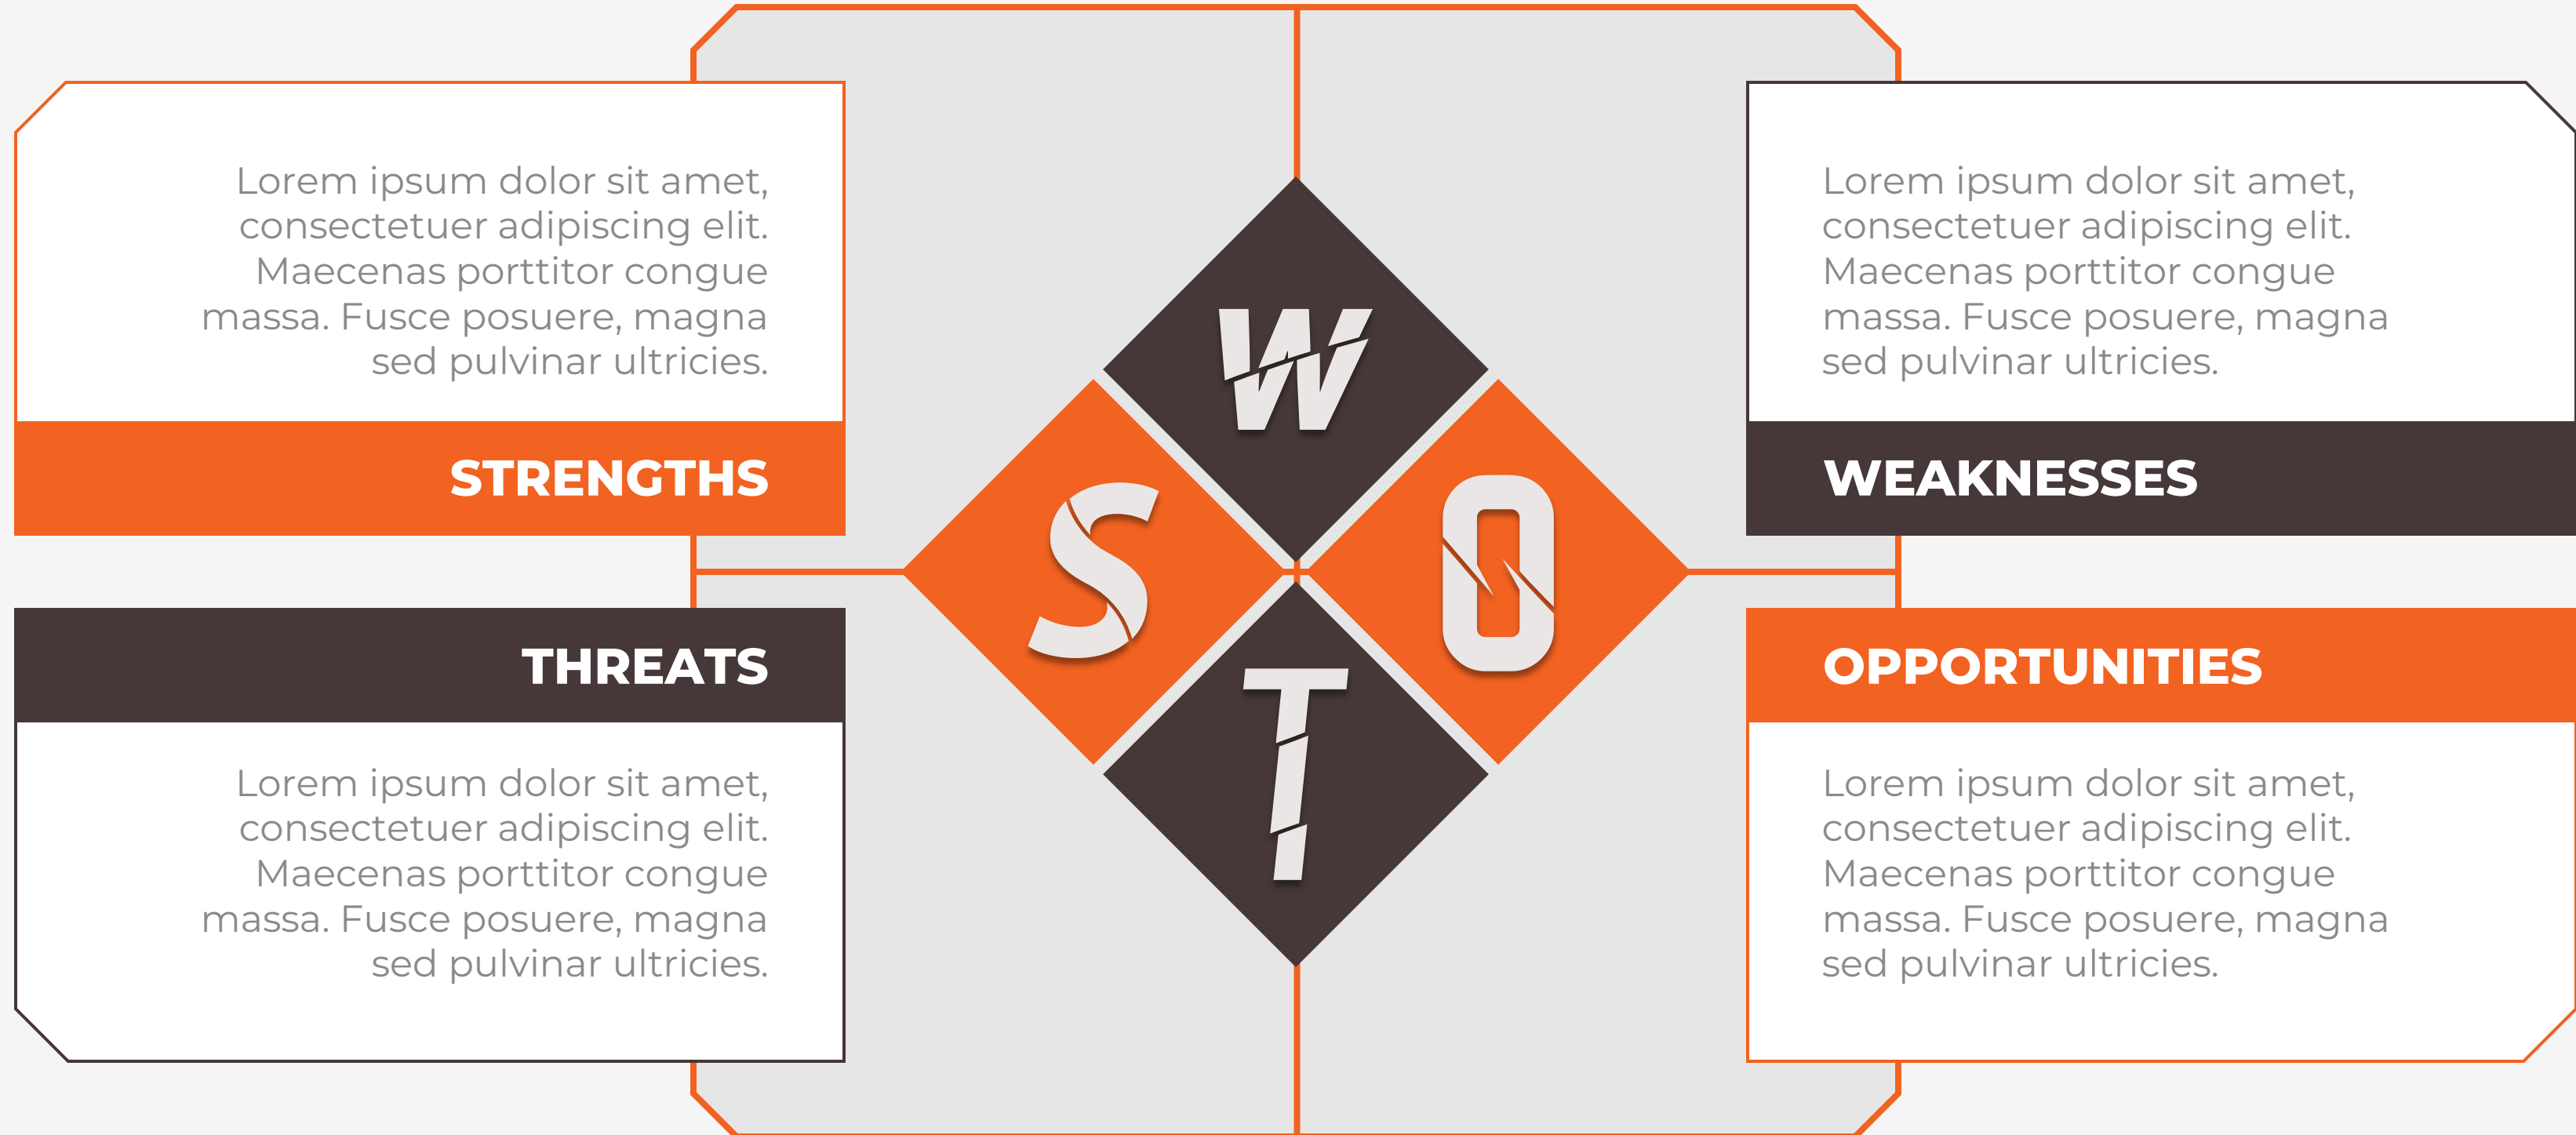 Lorem ipsum dolor sit amet,
consectetuer adipiscing elit.
Maecenas porttitor congue
massa. Fusce posuere, magna
sed pulvinar ultricies.
STRENGTHS
Lorem ipsum dolor sit amet,
consectetuer adipiscing elit.
Maecenas porttitor congue
massa. Fusce posuere, magna
sed pulvinar ultricies.
WEAKNESSES
S
W
O
T
THREATS
Lorem ipsum dolor sit amet,
consectetuer adipiscing elit.
Maecenas porttitor congue
massa. Fusce posuere, magna
sed pulvinar ultricies.
OPPORTUNITIES
Lorem ipsum dolor sit amet,
consectetuer adipiscing elit.
Maecenas porttitor congue
massa. Fusce posuere, magna
sed pulvinar ultricies.